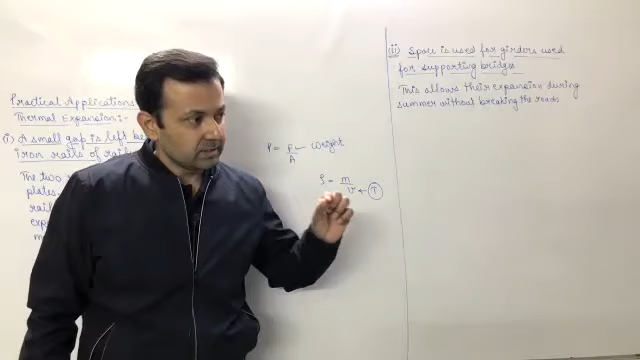 Practical Applications
Thermal Expansion:-
(i) A small gap is left be
iron rails of rail
The two
plates.
rail
exp
m
P = F ← Weight
A
ρ = m
v ← T
(ii) Space is used for girders used
for supporting bridges
This allows their expansion during
summer without breaking the roads